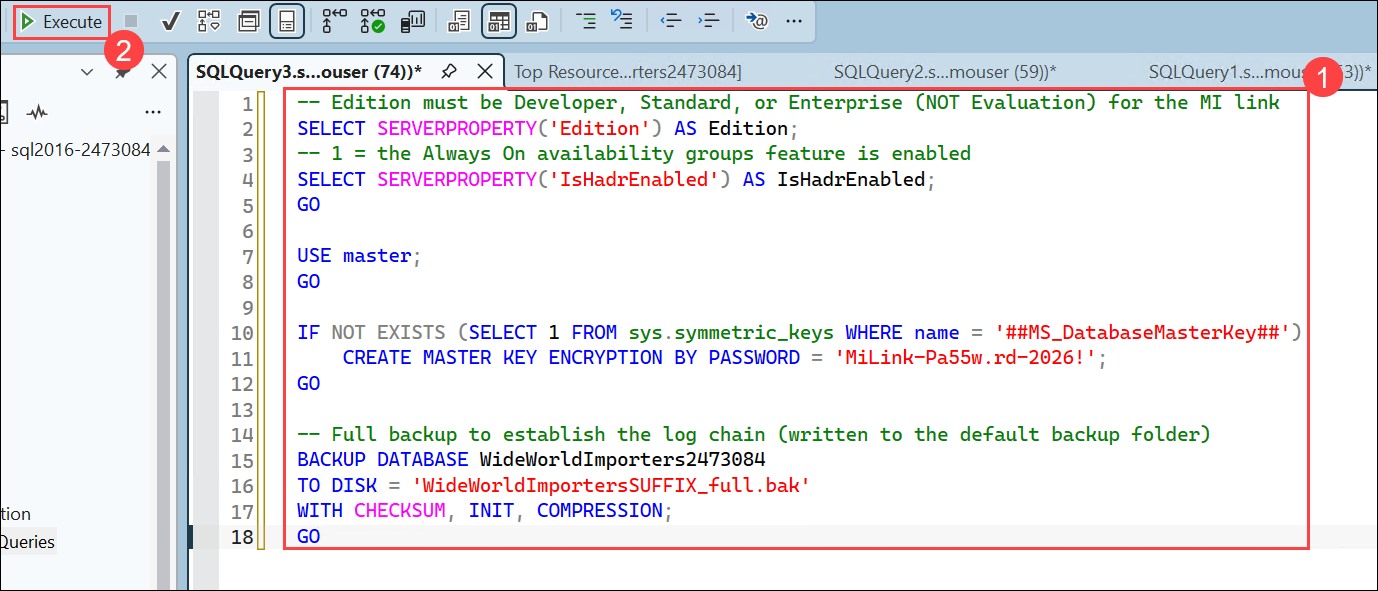 Execute
2
SQLQuery3.s...ouser (74))*
Top Resource...rters2473084]
SQLQuery2.s...mouser (59))*
SQLQuery1.s...mous 53))*
1
- sql2016-2473084
tion
Queries
1 -- Edition must be Developer, Standard, or Enterprise (NOT Evaluation) for the MI link
2 SELECT SERVERPROPERTY('Edition') AS Edition;
3 -- 1 = the Always On availability groups feature is enabled
4 SELECT SERVERPROPERTY('IsHadrEnabled') AS IsHadrEnabled;
5 GO
6
7 USE master;
8 GO
9
10 IF NOT EXISTS (SELECT 1 FROM sys.symmetric_keys WHERE name = '##MS_DatabaseMasterKey##')
11 CREATE MASTER KEY ENCRYPTION BY PASSWORD = 'MiLink-Pa55w.rd-2026!';
12 GO
13
14 -- Full backup to establish the log chain (written to the default backup folder)
15 BACKUP DATABASE WideWorldImporters2473084
16 TO DISK = 'WideWorldImportersSUFFIX_full.bak'
17 WITH CHECKSUM, INIT, COMPRESSION;
18 GO